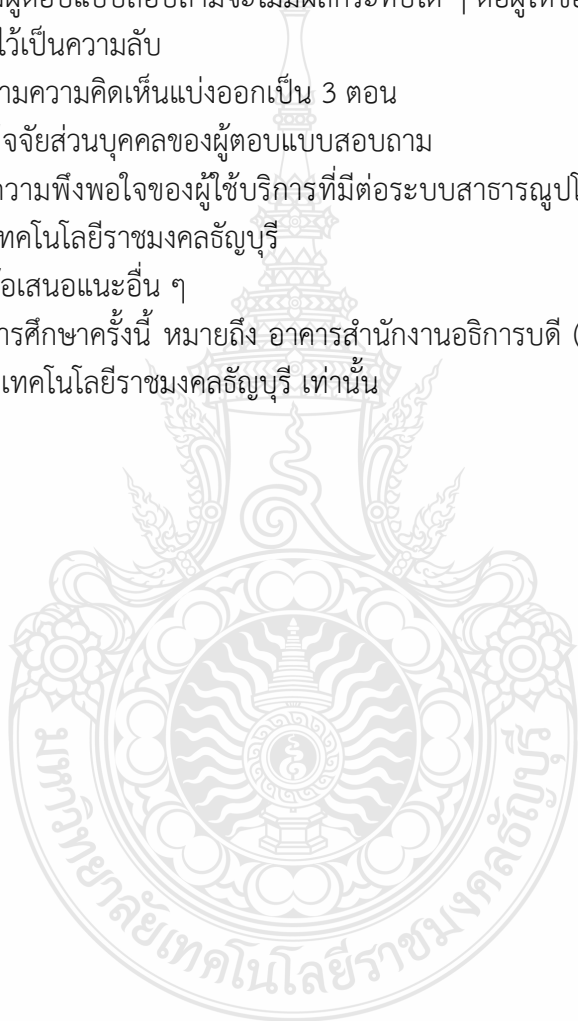 ผู้ตอบแบบสอบถามจะไม่มีผลกระทบใด ๆ ต่อผู้ให้ข้อ
ไว้เป็นความลับ
ามความคิดเห็นแบ่งออกเป็น 3 ตอน
จจัยส่วนบุคคลของผู้ตอบแบบสอบถาม
วามพึงพอใจของผู้ใช้บริการที่มีต่อระบบสาธารณูปโ
ทคโนโลยีราชมงคลธัญบุรี
อเสนอแนะอื่น ๆ
ารศึกษาครั้งนี้ หมายถึง อาคารสำนักงานอธิการบดี (
เทคโนโลยีราชมงคลธัญบุรี เท่านั้น
มหาวิทยาลัยเทคโนโลยีราชมงคลธัญบุรี